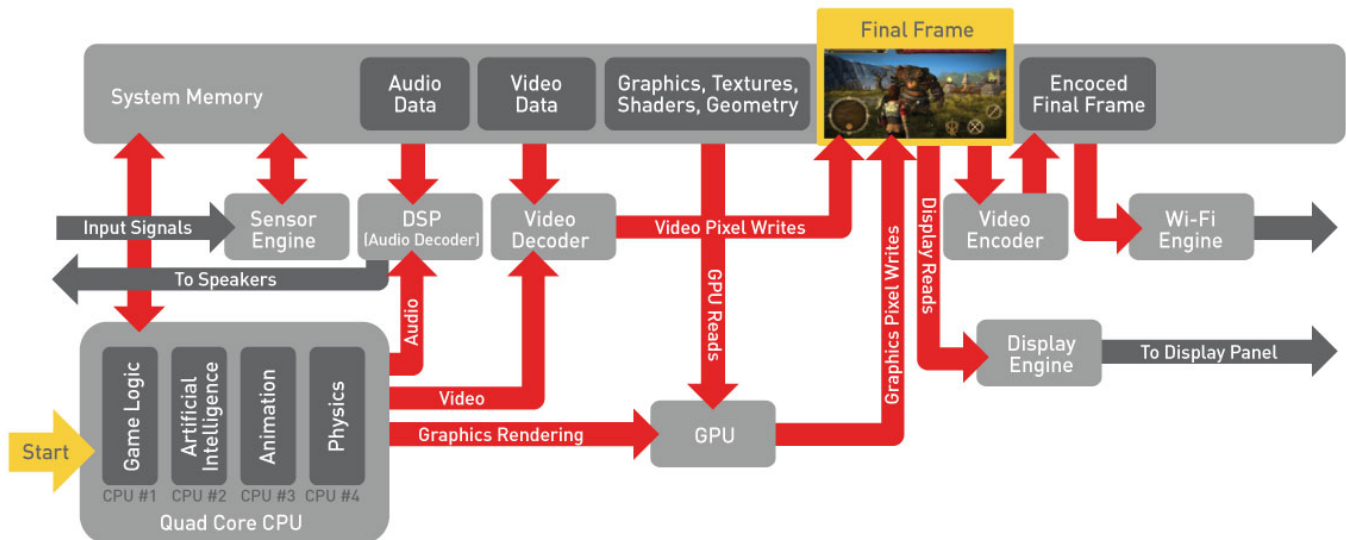 Final Frame
System Memory
Audio
Data
Video
Data
Graphics, Textures,
Shaders, Geometry
Encoced
Final Frame
Input Signals
Sensor
Engine
DSP
(Audio Decoder)
Video
Decoder
Video Pixel Writes
Video
Encoder
Wi-Fi
Engine
To Speakers
Audio
GPU Reads
Graphics Pixel Writes
Display Reads
Display
Engine
To Display Panel
Start
Game Logic
Artificial
Intelligence
Animation
Physics
CPU #1
CPU #2
CPU #3
CPU #4
Quad Core CPU
Video
Graphics Rendering
GPU